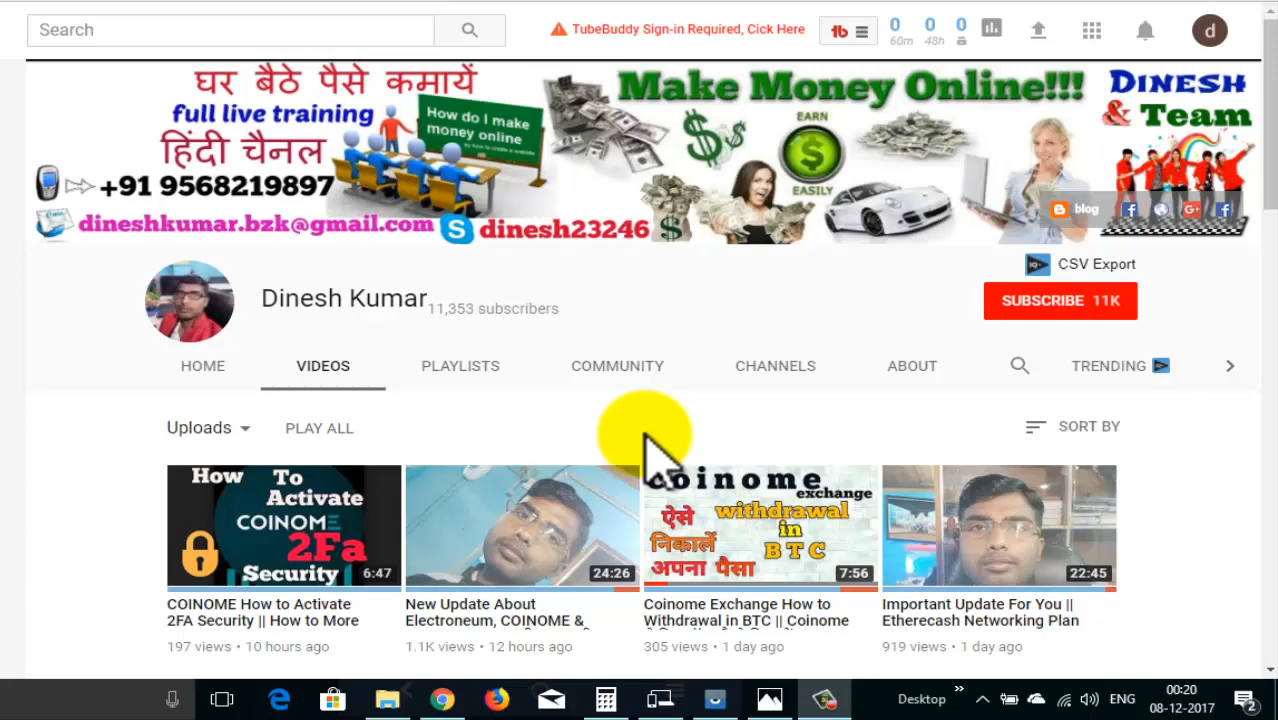 Search
TubeBuddy Sign-in Required, Cick Here
0 0 0
60m 48h
d
घर बैठे पैसे कमायें
full live training
हिंदी चैनल
+91 9568219897
dineshkumar.bzk@gmail.com
dinesh23246
How do I make
money online
Make Money Online!!!
EARN
$
EASILY
DINESH
& Team
blog
CSV Export
Dinesh Kumar
11,353 subscribers
SUBSCRIBE 11K
HOME VIDEOS PLAYLISTS COMMUNITY CHANNELS ABOUT TRENDING
Uploads PLAY ALL SORT BY
How To
Activate
COINOME
2Fa
Security
6:47
24:26
coinome
exchange
ऐसे withdrawal
निकालें in
अपना पैसा BTC
7:56
22:45
COINOME How to Activate
2FA Security || How to More
197 views • 10 hours ago
New Update About
Electroneum, COINOME &
1.1K views • 12 hours ago
Coinome Exchange How to
Withdrawal in BTC || Coinome
305 views • 1 day ago
Important Update For You ||
Etherecash Networking Plan
919 views • 1 day ago
Desktop
ENG
00:20
08-12-2017
2